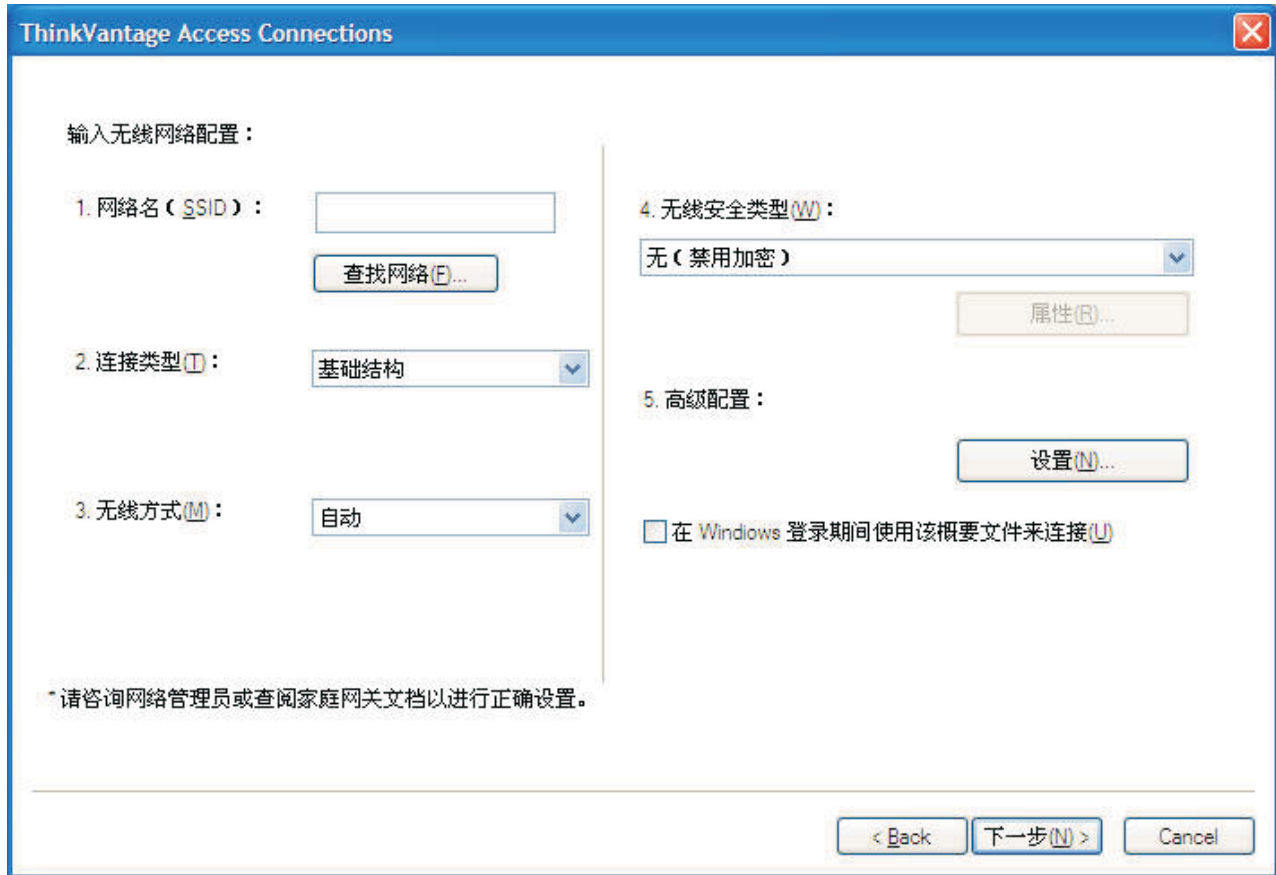 ThinkVantage Access Connections
输入无线网络配置：
1. 网络名（SSID）：
查找网络(F)...
2. 连接类型(T)：
基础结构
3. 无线方式(M)：
自动
4. 无线安全类型(W)：
无（禁用加密）
属性(R)...
5. 高级配置：
设置(N)...
在 Windiows 登录期间使用该概要文件来连接(U)
*请咨询网络管理员或查阅家庭网关文档以进行正确设置。
< Back
下一步(N) >
Cancel